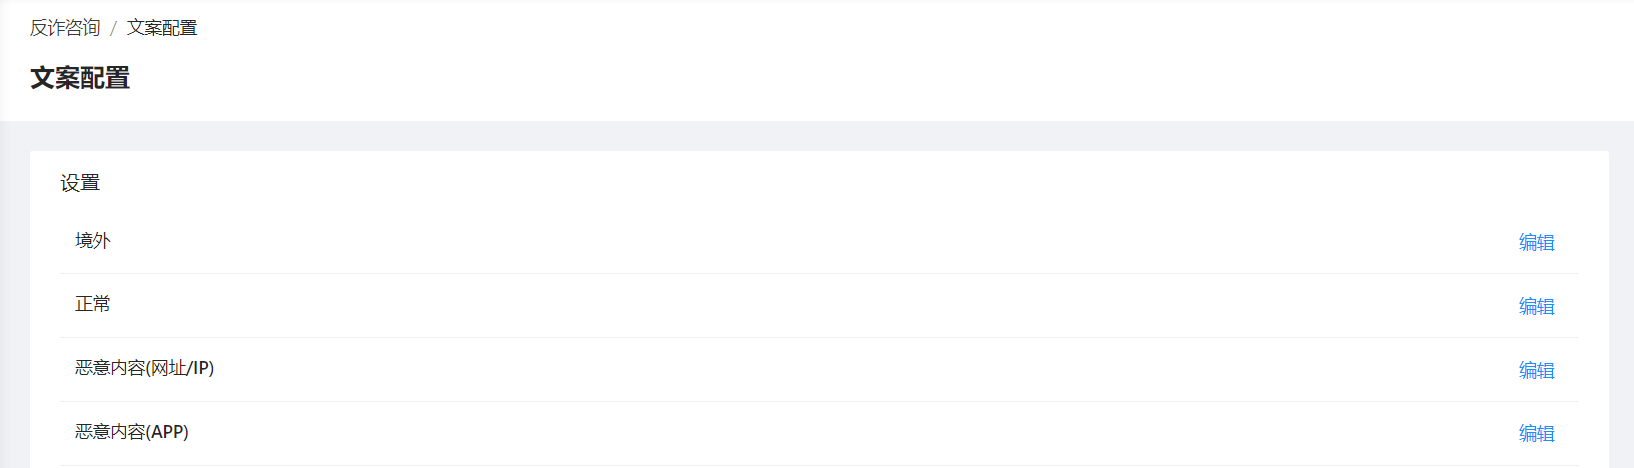 反诈咨询 / 文案配置
文案配置
设置
境外 编辑
正常 编辑
恶意内容(网址/IP) 编辑
恶意内容(APP) 编辑